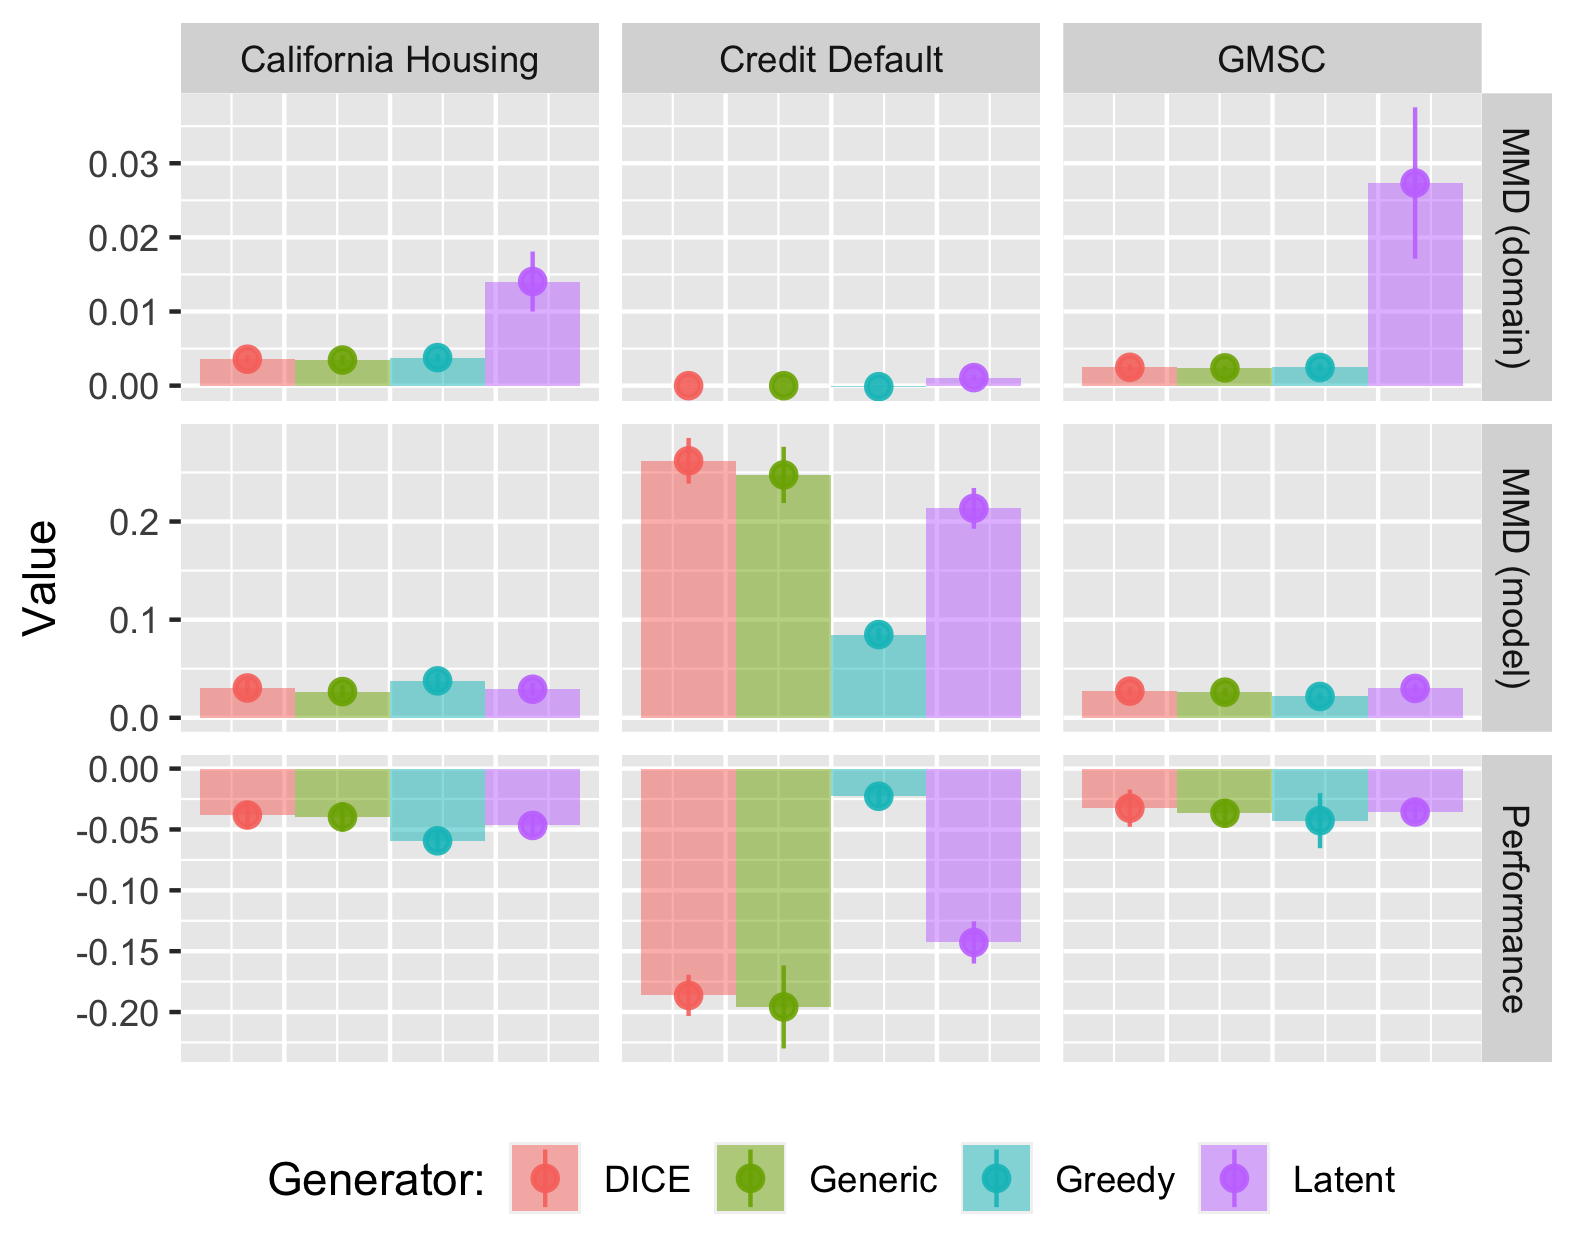 California Housing
Credit Default
GMSC
0.03
0.02
0.01
0.00
MMD (domain)
0.2
0.1
0.0
MMD (model)
0.00
-0.05
-0.10
-0.15
-0.20
Performance
Value
Generator: DICE Generic Greedy Latent